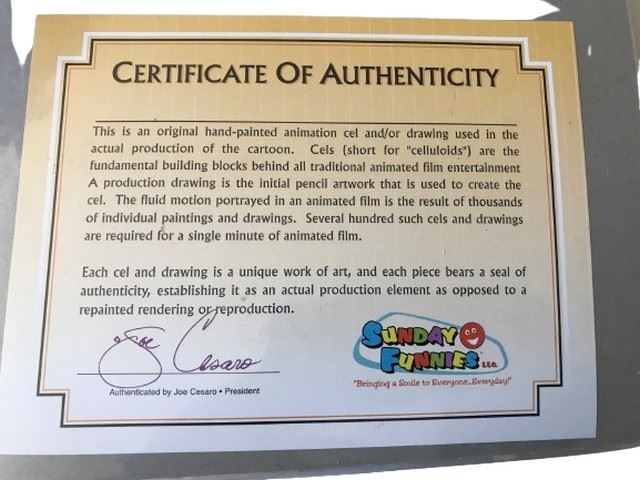 CERTIFICATE OF AUTHENTICITY
This is an original hand-painted animation cel and/or drawing used in the
actual production of the cartoon. Cels (short for "celluloids") are the
fundamental building blocks behind all traditional animated film entertainment
A production drawing is the initial pencil artwork that is used to create the
cel. The fluid motion portrayed in an animated film is the result of thousands
of individual paintings and drawings. Several hundred such cels and drawings
are required for a single minute of animated film.
Each cel and drawing is a unique work of art, and each piece bears a seal of
authenticity, establishing it as an actual production element as opposed to a
repainted rendering or reproduction.
Joe Cesaro
Authenticated by Joe Cesaro • President
SUNDAY
FUNNIES LLC.
"Bringing a Smile to Everyone...Everyday!"